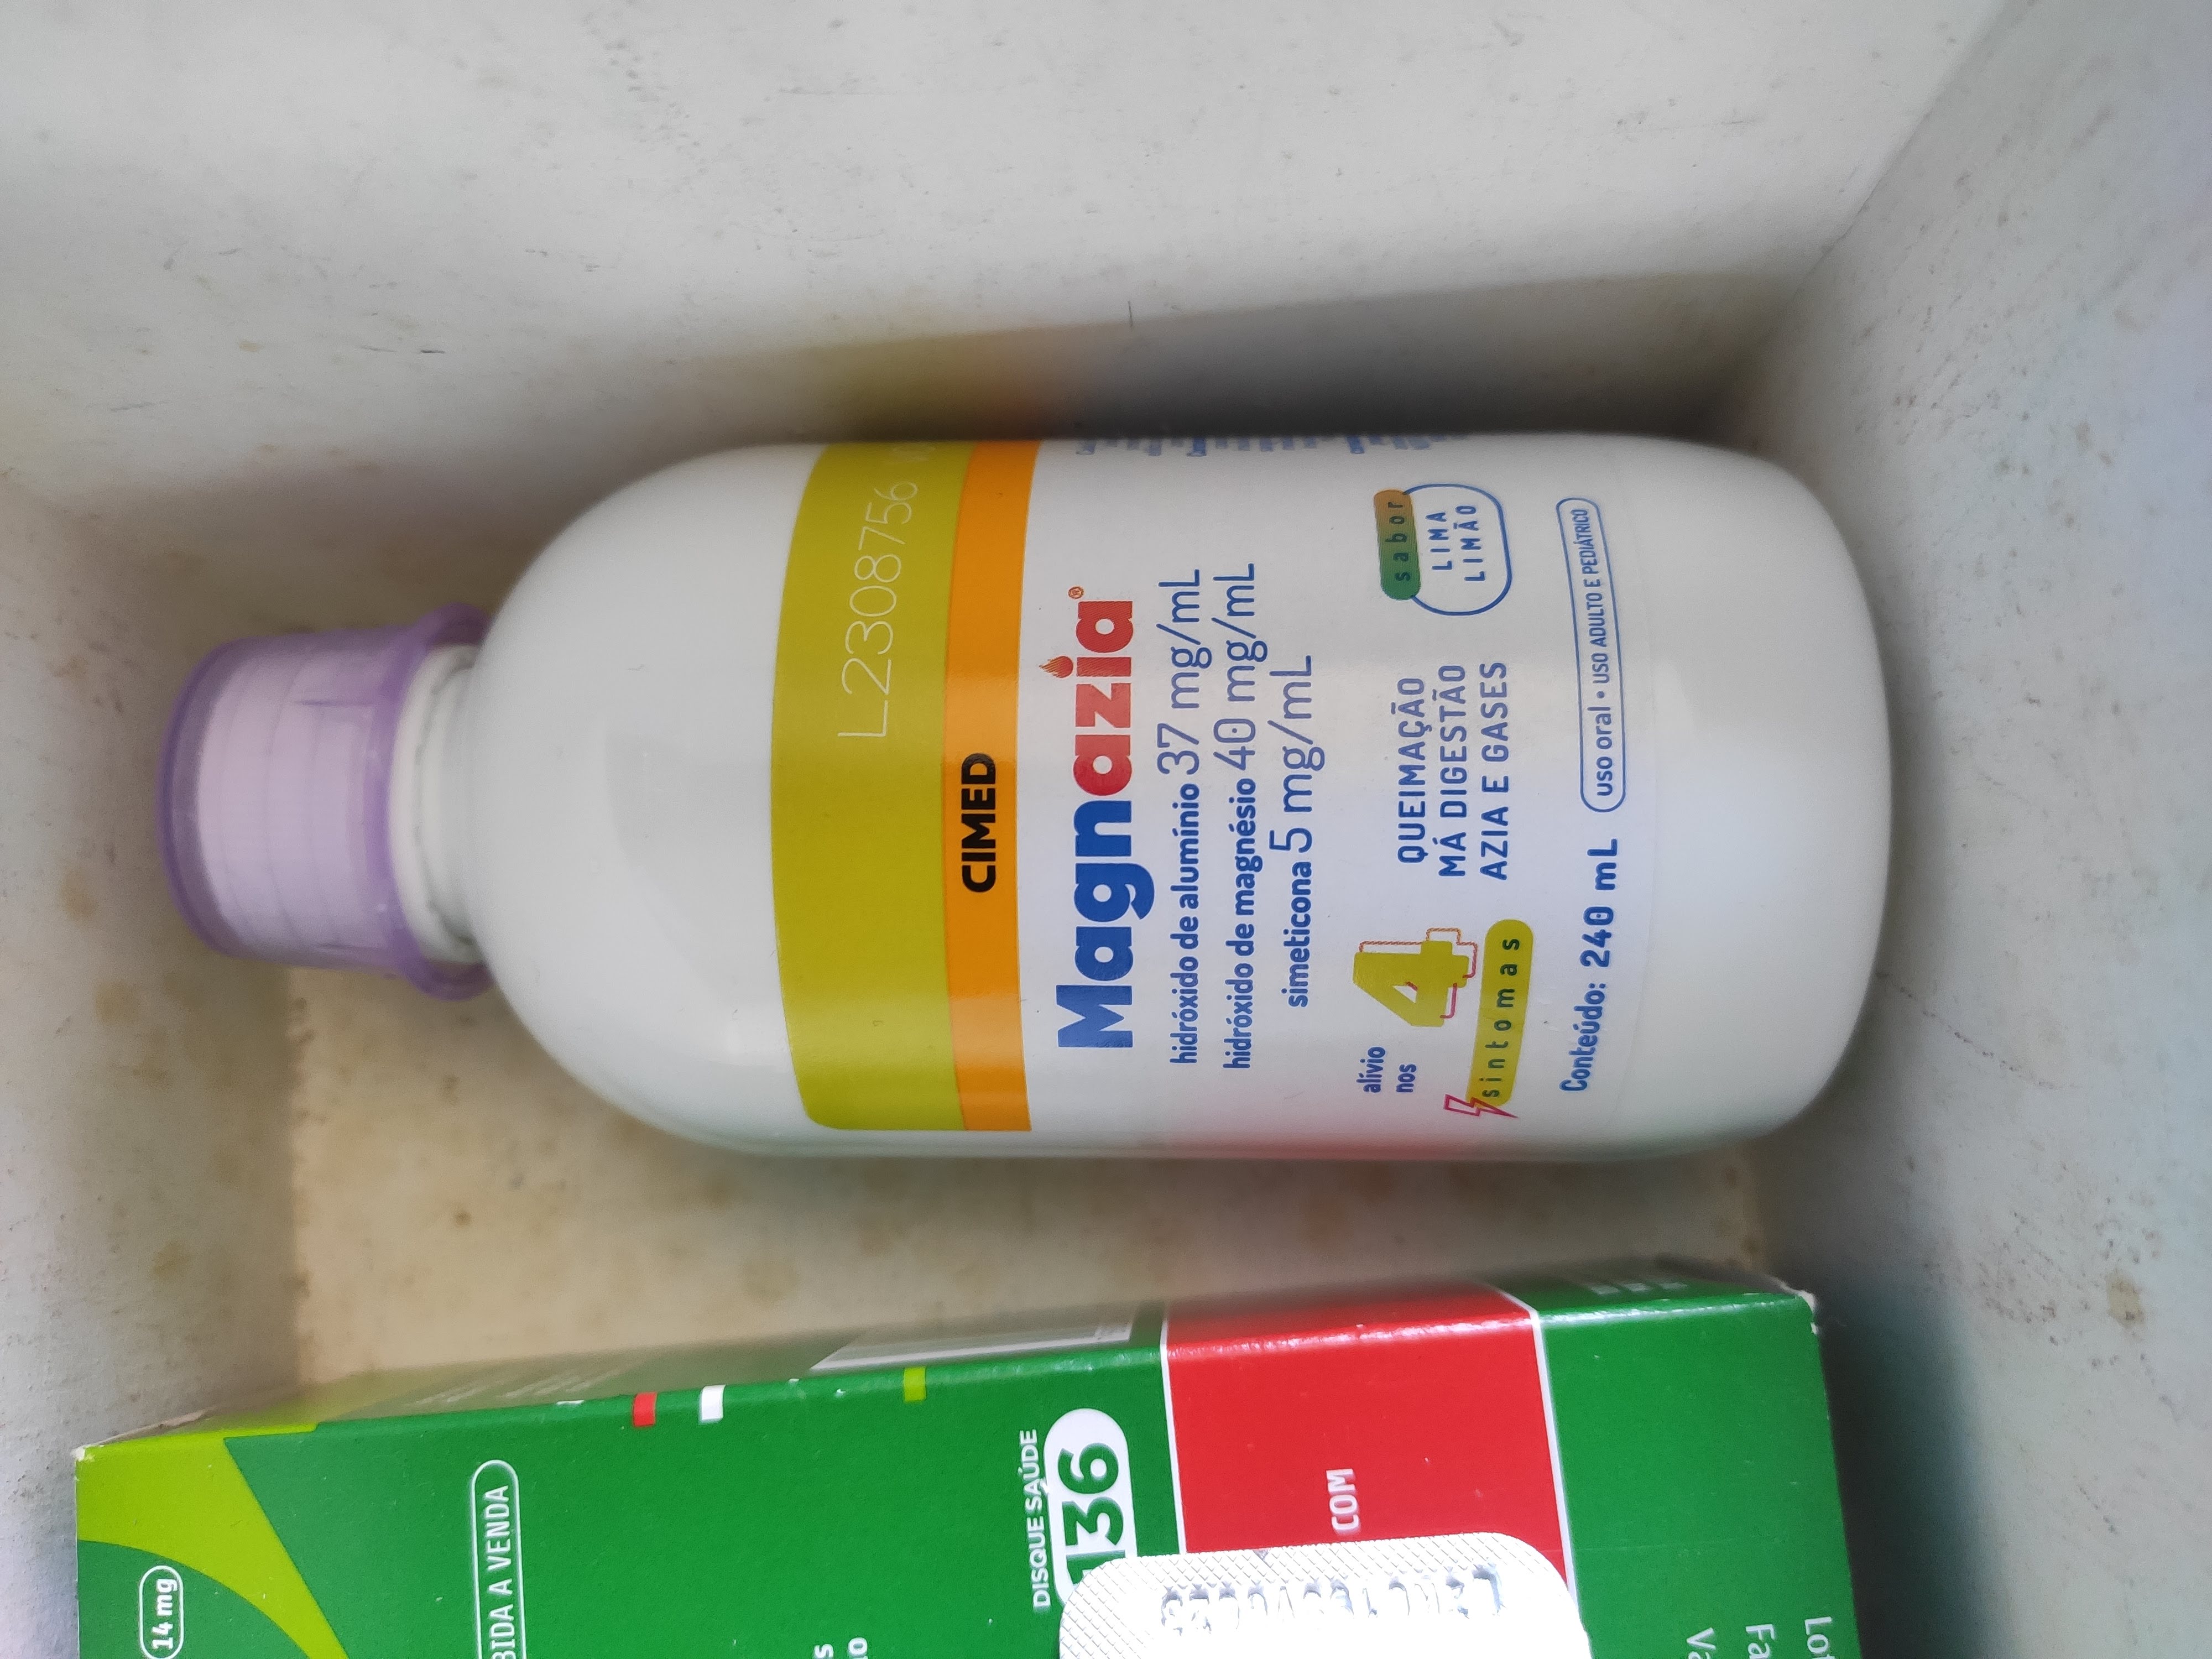 14 mg
BIDA A VENDA
DISQUE SAÚDE
136
COM
L2308756
CIMED
Magnazia®
hidróxido de alumínio 37 mg/mL
hidróxido de magnésio 40 mg/mL
simeticona 5 mg/mL
alívio
nos
4
sintomas
QUEIMAÇÃO
MÁ DIGESTÃO
AZIA E GASES
sabor
LIMA
LIMÃO
Conteúdo: 240 mL
uso oral • USO ADULTO E PEDIÁTRICO